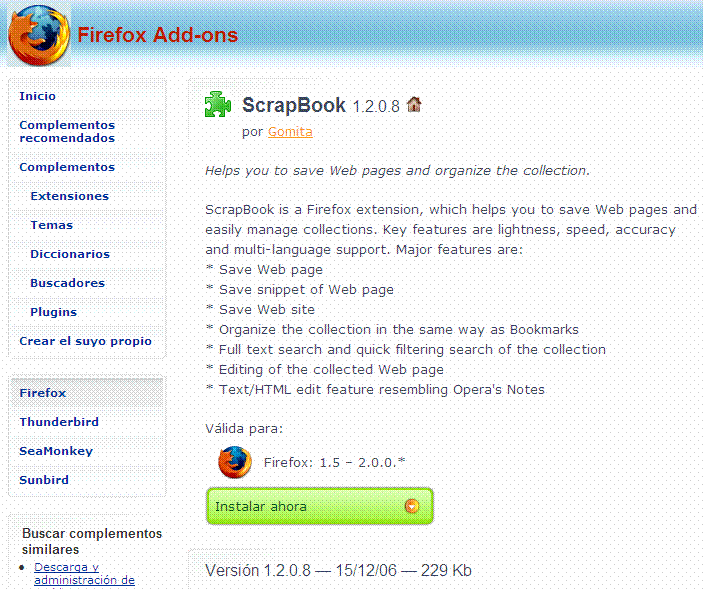 Firefox Add-ons
Inicio
Complementos
recomendados
Complementos
Extensiones
Temas
Diccionarios
Buscadores
Plugins
Crear el suyo propio
Firefox
Thunderbird
SeaMonkey
Sunbird
Buscar complementos
similares
• Descarga y
administración de
ScrapBook 1.2.0.8
por Gomita
Helps you to save Web pages and organize the collection.
ScrapBook is a Firefox extension, which helps you to save Web pages and
easily manage collections. Key features are lightness, speed, accuracy
and multi-language support. Major features are:
* Save Web page
* Save snippet of Web page
* Save Web site
* Organize the collection in the same way as Bookmarks
* Full text search and quick filtering search of the collection
* Editing of the collected Web page
* Text/HTML edit feature resembling Opera's Notes
Válida para:
Firefox: 1.5 – 2.0.0.*
Instalar ahora
Versión 1.2.0.8 — 15/12/06 — 229 Kb